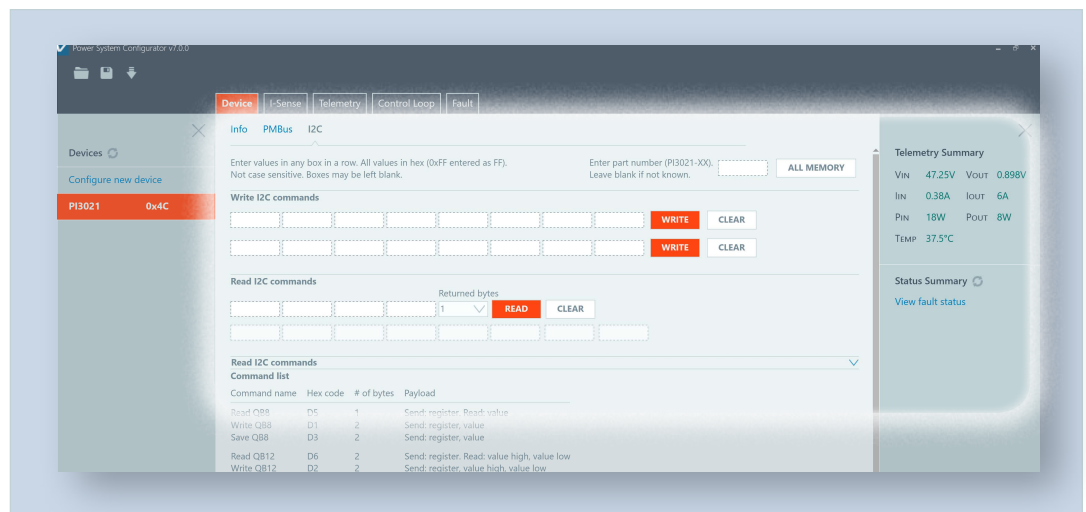 Power System Configurator v7.0.0
Device I-Sense Telemetry Control Loop Fault
Info PMBus I2C
Devices
Configure new device
PI3021 0x4C
Enter values in any box in a row. All values in hex (0xFF entered as FF).
Not case sensitive. Boxes may be left blank.
Enter part number (PI3021-XX).
Leave blank if not known.
ALL MEMORY
Write I2C commands
WRITE CLEAR
WRITE CLEAR
Read I2C commands
Returned bytes
1 READ CLEAR
Read I2C commands
Command list
Command name Hex code # of bytes Payload
Read QB8 D5 1 Send: register. Read: value
Write QB8 D1 2 Send: register, value
Save QB8 D3 2 Send: register, value
Read QB12 D6 2 Send: register. Read: value high, value low
Write QB12 D2 2 Send: register, value high, value low
Telemetry Summary
VIN 47.25V VOUT 0.898V
IIN 0.38A IOUT 6A
PIN 18W POUT 8W
TEMP 37.5°C
Status Summary
View fault status